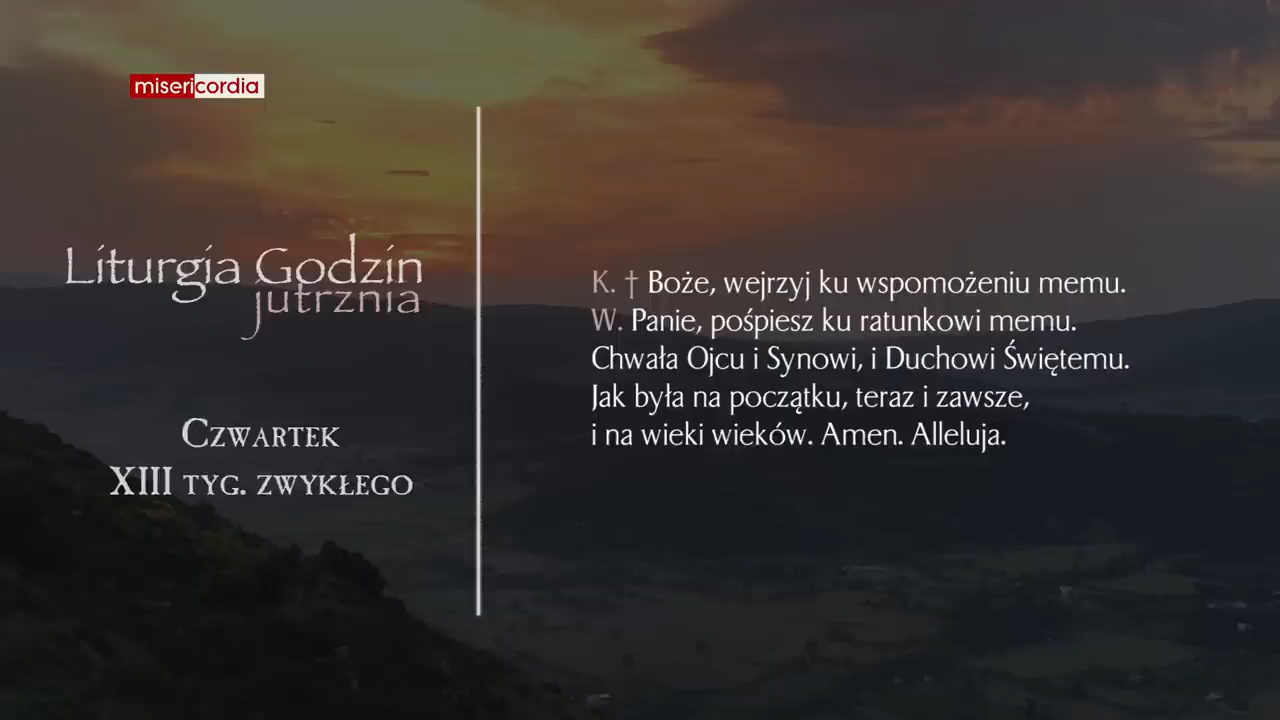 misericordia
Liturgia Godzin
jutrznia
Czwartek
XIII tyg. zwykłego
K. † Boże, wejrzyj ku wspomożeniu memu.
W. Panie, pośpiesz ku ratunkowi memu.
Chwała Ojcu i Synowi, i Duchowi Świętemu.
Jak była na początku, teraz i zawsze,
i na wieki wieków. Amen. Alleluja.